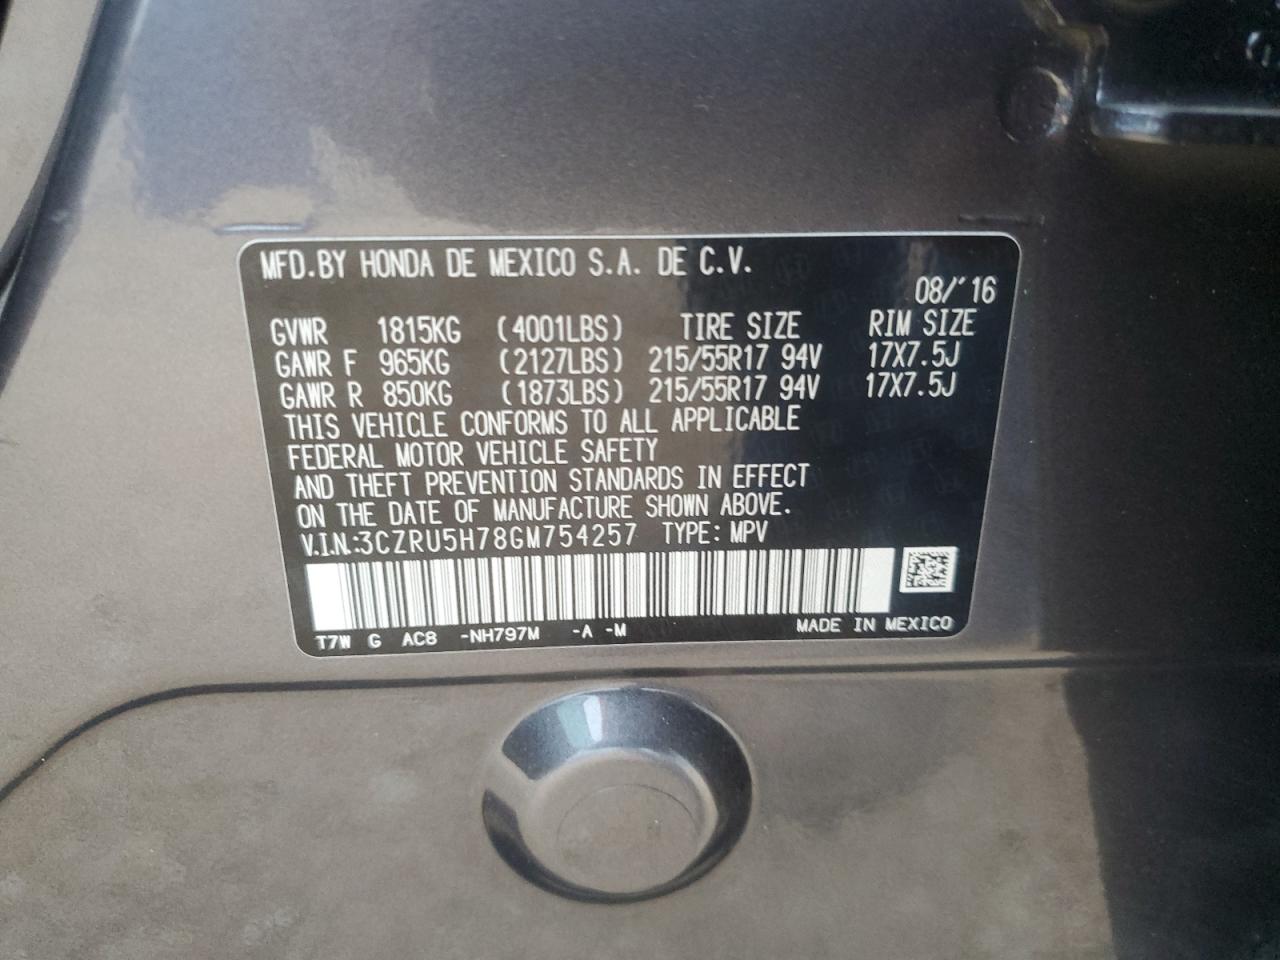 MFD.BY HONDA DE MEXICO S.A. DE C.V.
08/'16
GVWR 1815KG (4001LBS) TIRE SIZE RIM SIZE
GAWR F 965KG (2127LBS) 215/55R17 94V 17X7.5J
GAWR R 850KG (1873LBS) 215/55R17 94V 17X7.5J
THIS VEHICLE CONFORMS TO ALL APPLICABLE
FEDERAL MOTOR VEHICLE SAFETY
AND THEFT PREVENTION STANDARDS IN EFFECT
ON THE DATE OF MANUFACTURE SHOWN ABOVE.
V.I.N.:3CZRU5H78GM754257 TYPE: MPV
T7W G AC8 -NH797M -A -M MADE IN MEXICO